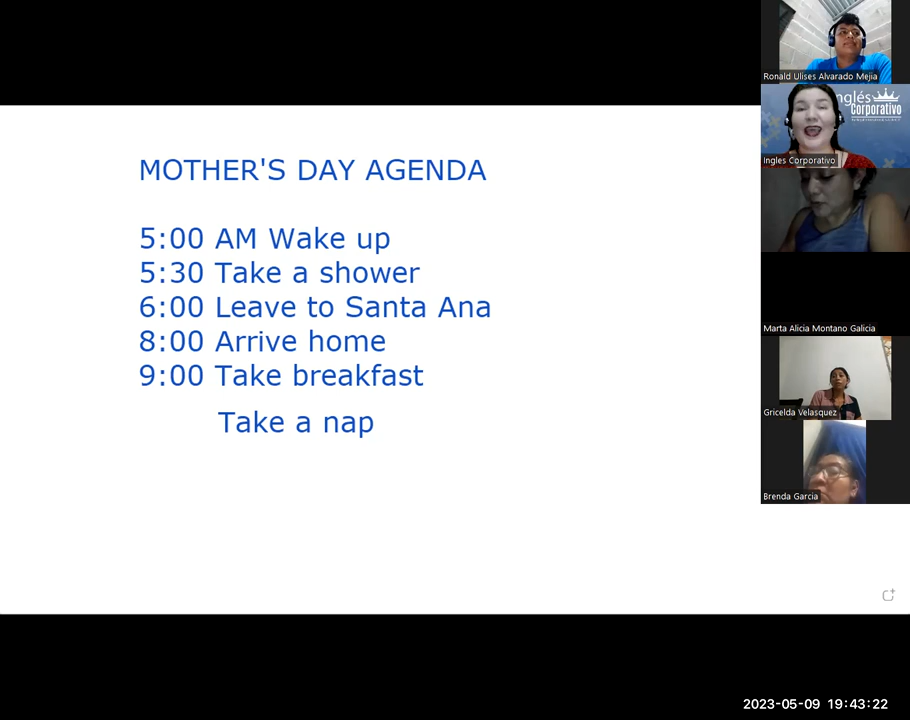 MOTHER'S DAY AGENDA
5:00 AM Wake up
5:30 Take a shower
6:00 Leave to Santa Ana
8:00 Arrive home
9:00 Take breakfast
Take a nap
Ronald Ulises Alvarado Mejia
nglés
Corporativo
Ingles Corporativo
Marta Alicia Montano Galicia
Gricelda Velasquez
Brenda Garcia
2023-05-09 19:43:22